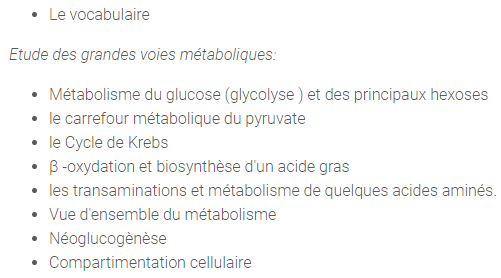 • Le vocabulaire
Etude des grandes voies métaboliques:
• Métabolisme du glucose (glycolyse ) et des principaux hexoses
• le carrefour métabolique du pyruvate
• le Cycle de Krebs
• β -oxydation et biosynthèse d'un acide gras
• les transaminations et métabolisme de quelques acides aminés.
• Vue d'ensemble du métabolisme
• Néoglucogènèse
• Compartimentation cellulaire